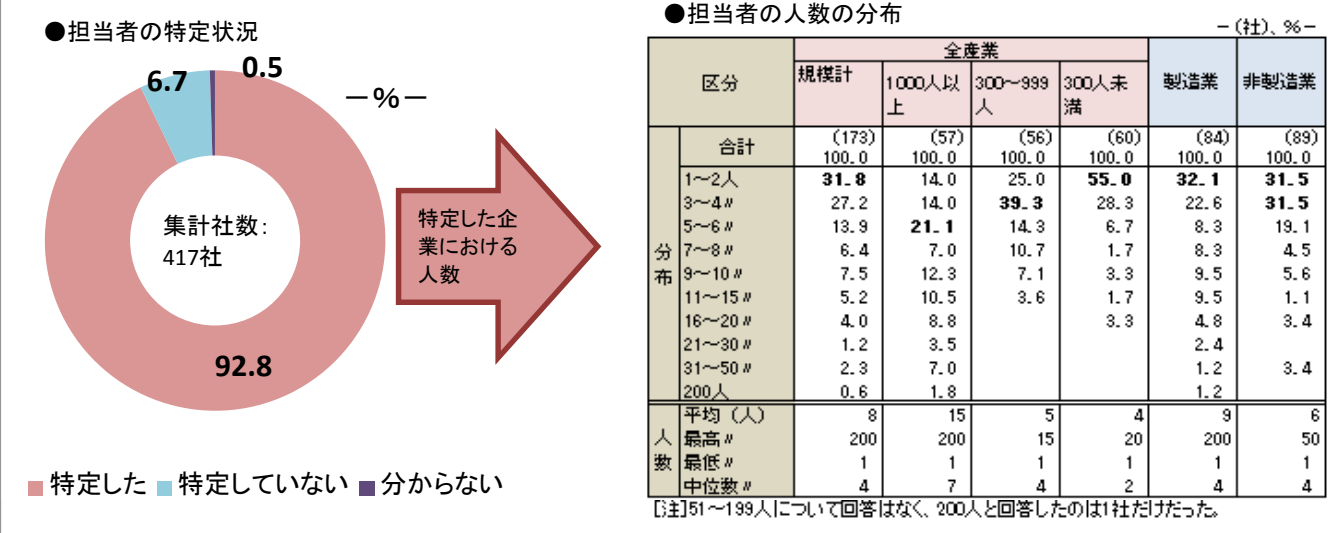 ●担当者の特定状況
6.7
0.5
－%－
集計社数：
417社
92.8
■特定した ■特定していない ■分からない
特定した企
業における
人数
●担当者の人数の分布
－(社)、%－
区分 全産業 製造業 非製造業
規模計 1000人以上 300～999人 300人未満
合計 (173) (57) (56) (60) (84) (89)
100.0 100.0 100.0 100.0 100.0 100.0
分布
1～2人 31.8 14.0 25.0 55.0 32.1 31.5
3～4〃 27.2 14.0 39.3 28.3 22.6 31.5
5～6〃 13.9 21.1 14.3 6.7 8.3 19.1
7～8〃 6.4 7.0 10.7 1.7 8.3 4.5
9～10〃 7.5 12.3 7.1 3.3 9.5 5.6
11～15〃 5.2 10.5 3.6 1.7 9.5 1.1
16～20〃 4.0 8.8 3.3 4.8 3.4
21～30〃 1.2 3.5 2.4
31～50〃 2.3 7.0 1.2 3.4
200人 0.6 1.8 1.2
人数
平均（人） 8 15 5 4 9 6
最高〃 200 200 15 20 200 50
最低〃 1 1 1 1 1 1
中位数〃 4 7 4 2 4 4
[注]51～199人について回答はなく、200人と回答したのは1社だけだった。